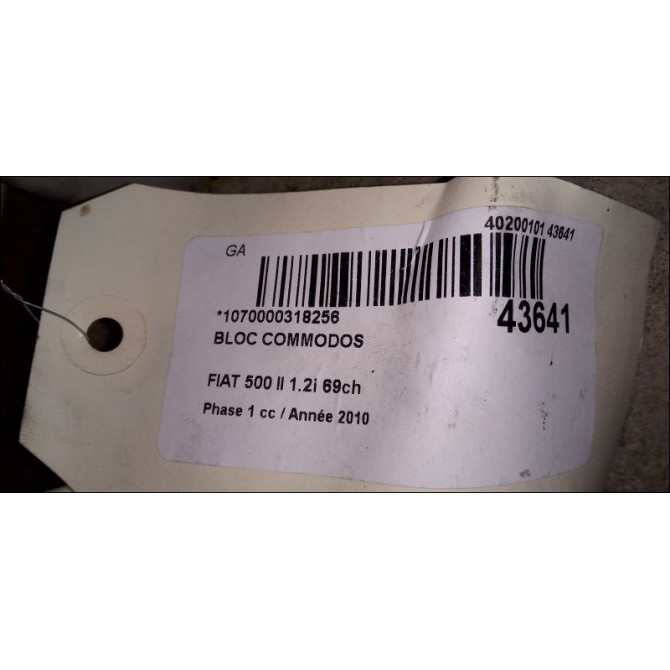 40200101 43641
GA
*1070000318256
43641
BLOC COMMODOS
FIAT 500 II 1.2i 69ch
Phase 1 cc / Année 2010